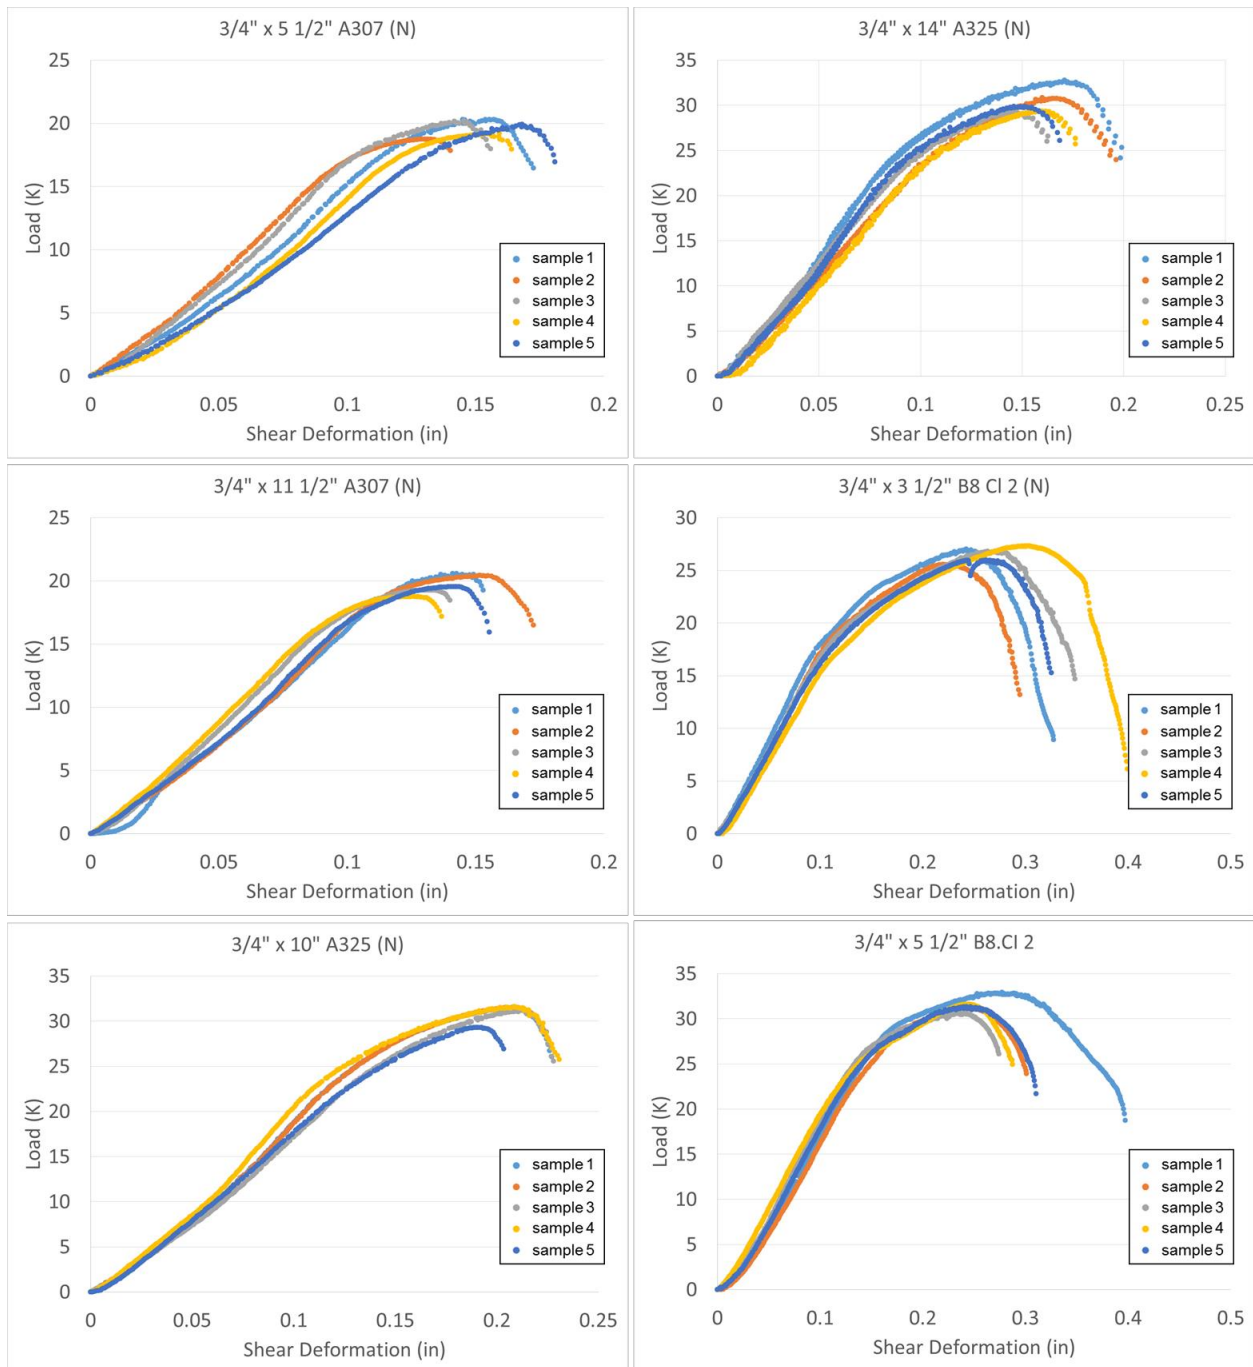 3/4" x 5 1/2" A307 (N)
25
20
15
10
5
0
Load (K)
0 0.05 0.1 0.15 0.2
Shear Deformation (in)
sample 1
sample 2
sample 3
sample 4
sample 5
3/4" x 14" A325 (N)
35
30
25
20
15
10
5
0
Load (K)
0 0.05 0.1 0.15 0.2 0.25
Shear Deformation (in)
sample 1
sample 2
sample 3
sample 4
sample 5
3/4" x 11 1/2" A307 (N)
25
20
15
10
5
0
Load (K)
0 0.05 0.1 0.15 0.2
Shear Deformation (in)
sample 1
sample 2
sample 3
sample 4
sample 5
3/4" x 3 1/2" B8 Cl 2 (N)
30
25
20
15
10
5
0
Load (K)
0 0.1 0.2 0.3 0.4 0.5
Shear Deformation (in)
sample 1
sample 2
sample 3
sample 4
sample 5
3/4" x 10" A325 (N)
35
30
25
20
15
10
5
0
Load (K)
0 0.05 0.1 0.15 0.2 0.25
Shear Deformation (in)
sample 1
sample 2
sample 3
sample 4
sample 5
3/4" x 5 1/2" B8.Cl 2
35
30
25
20
15
10
5
0
Load (K)
0 0.1 0.2 0.3 0.4 0.5
Shear Deformation (in)
sample 1
sample 2
sample 3
sample 4
sample 5